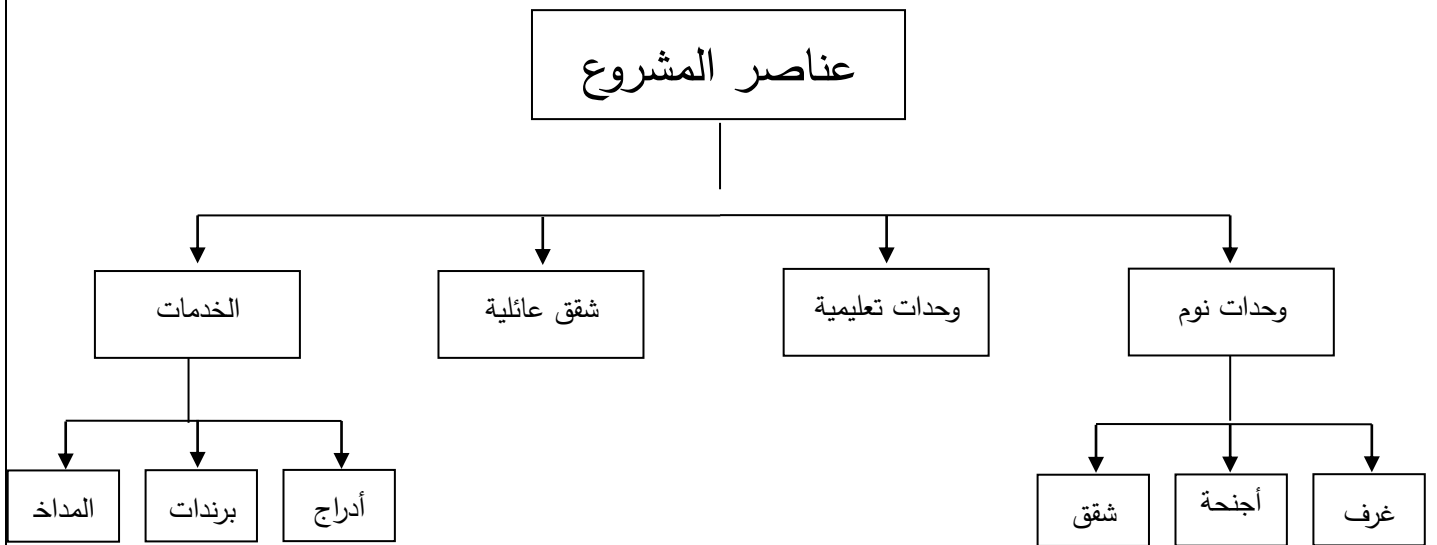 عناصر المشروع
وحدات نوم
وحدات تعليمية
شقق عائلية
الخدمات
غرف
أجنحة
شقق
أدراج
برندات
المداخ